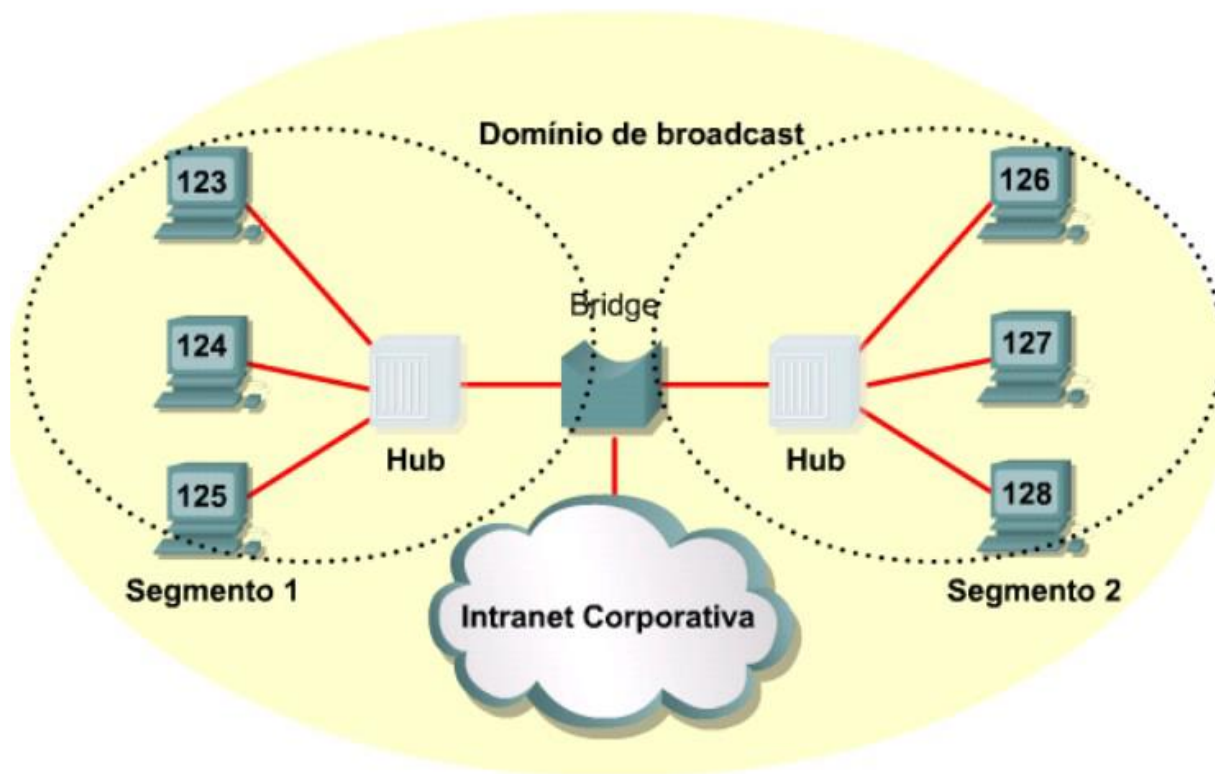 Domínio de broadcast
123
126
Bridge
124
127
Hub
Hub
125
128
Segmento 1
Segmento 2
Intranet Corporativa